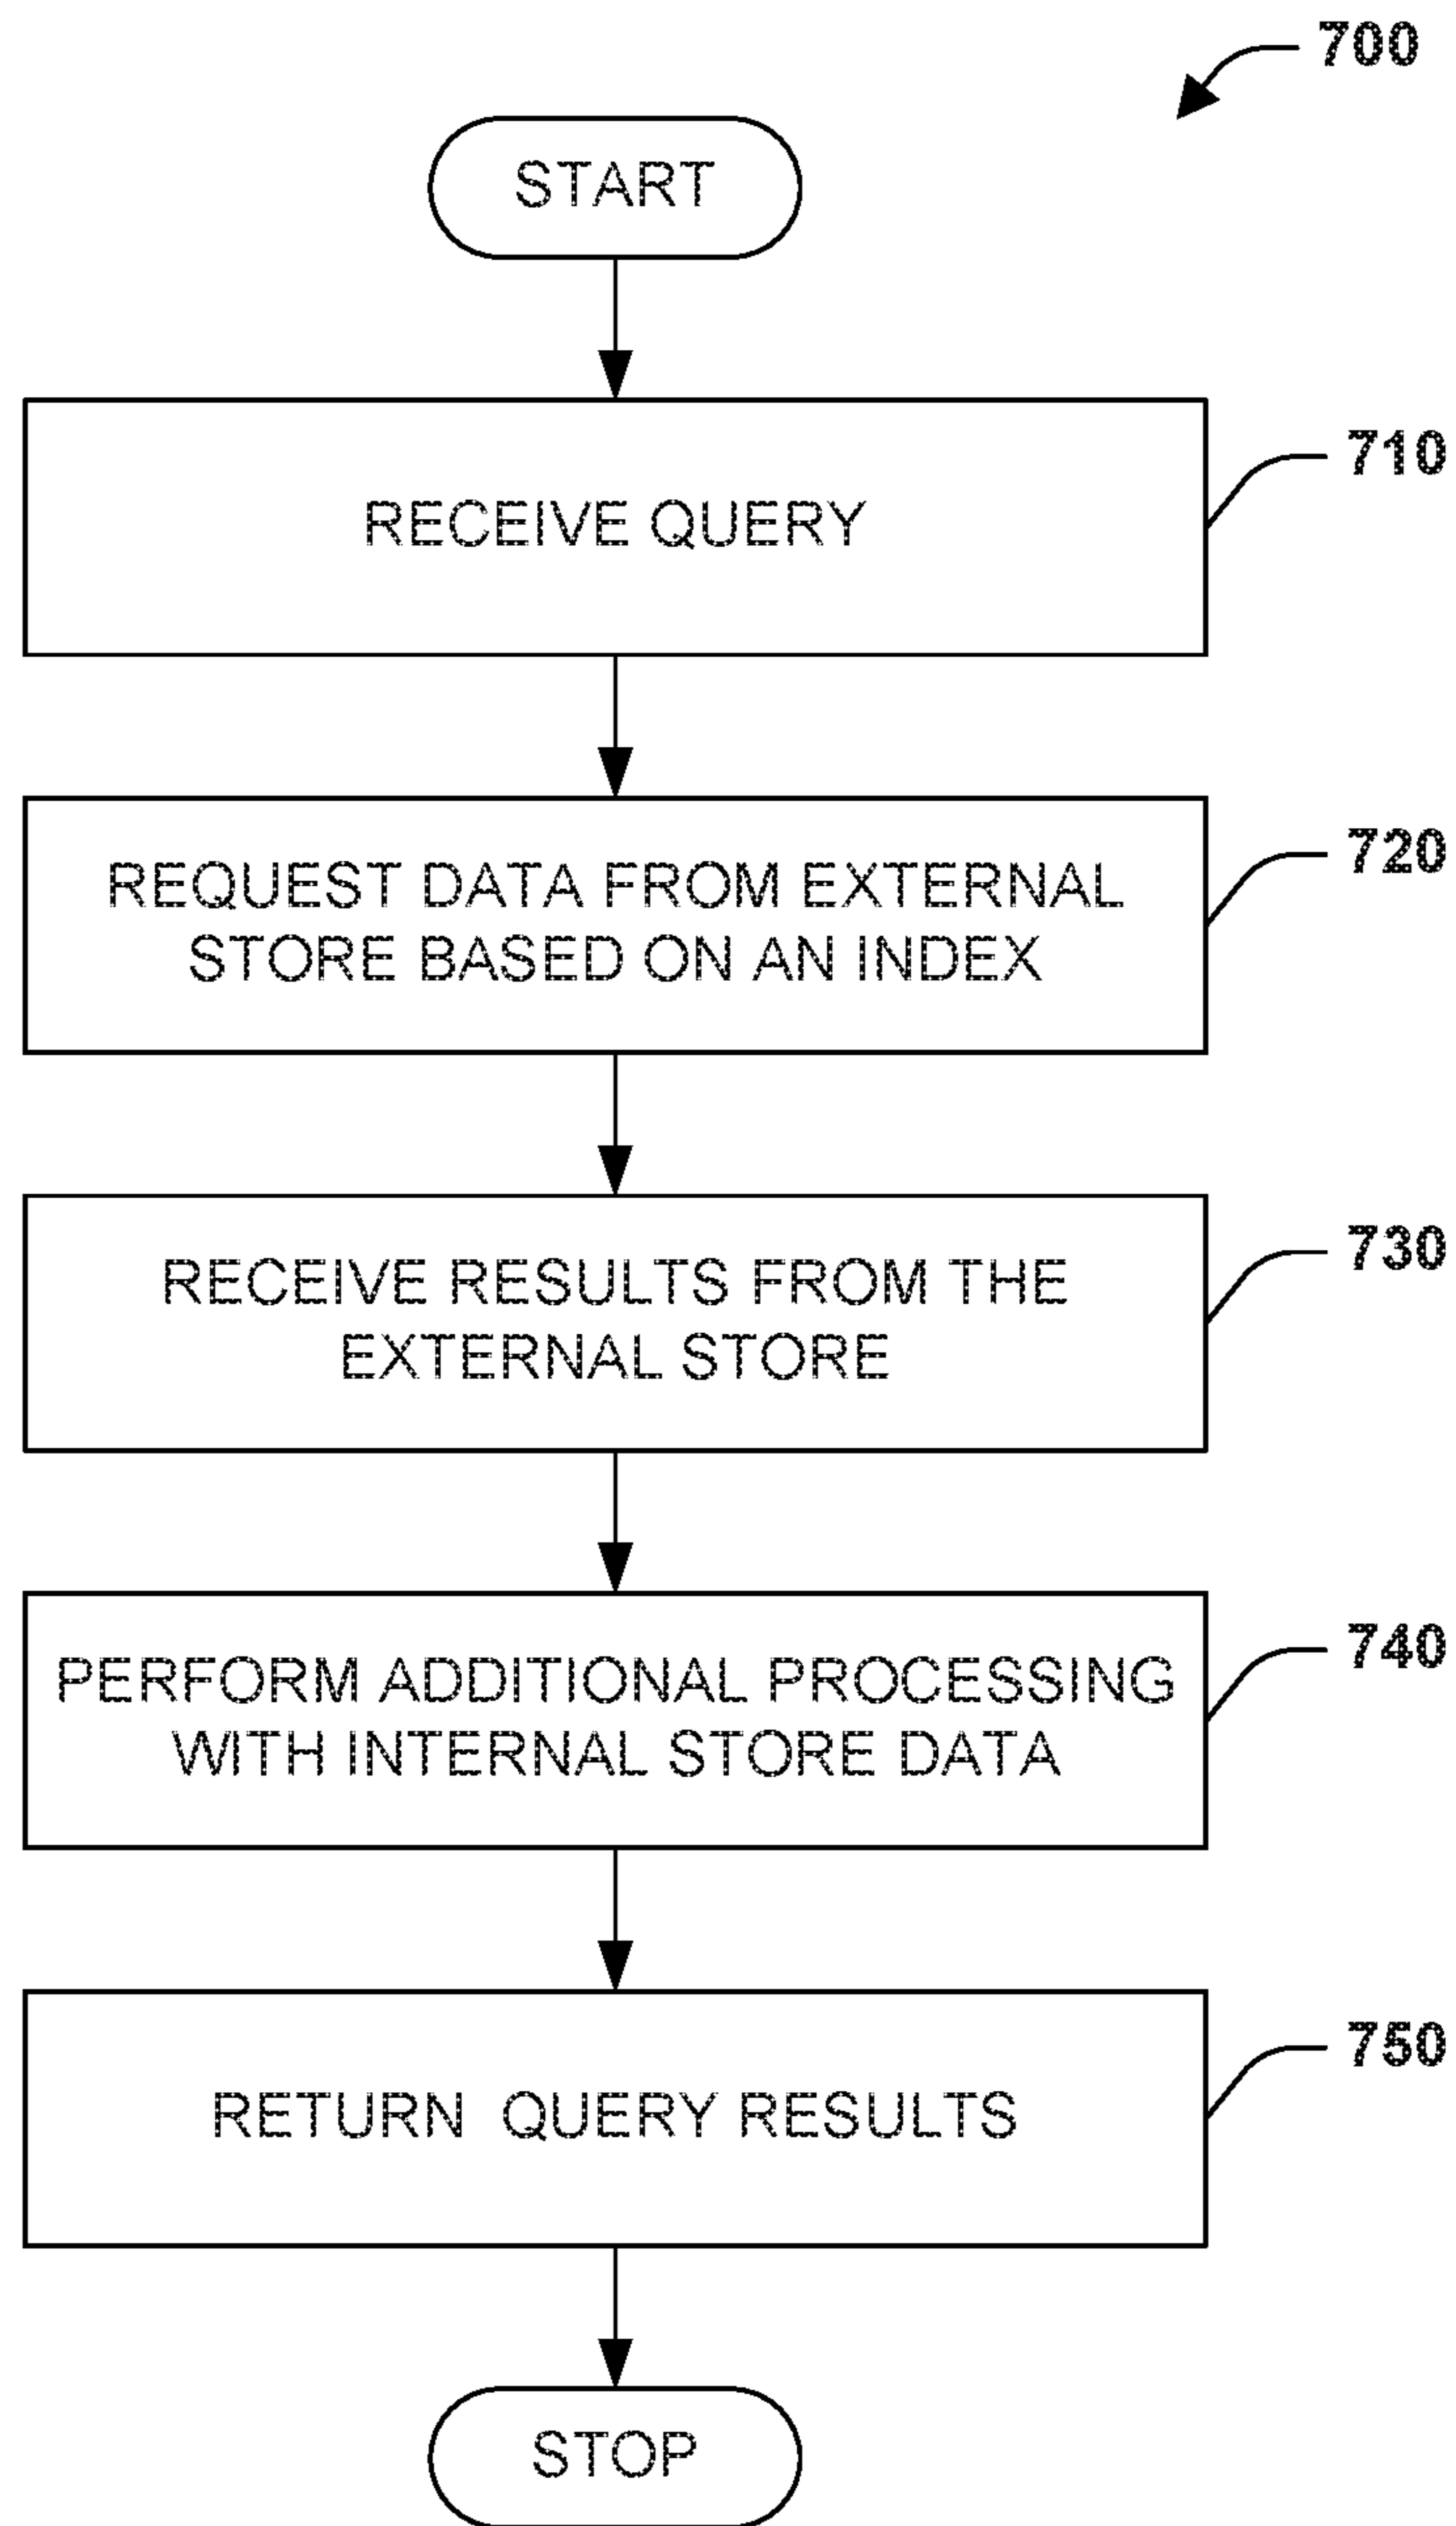 700
START
RECEIVE QUERY
710
REQUEST DATA FROM EXTERNAL
STORE BASED ON AN INDEX
720
RECEIVE RESULTS FROM THE
EXTERNAL STORE
730
PERFORM ADDITIONAL PROCESSING
WITH INTERNAL STORE DATA
740
RETURN QUERY RESULTS
750
STOP